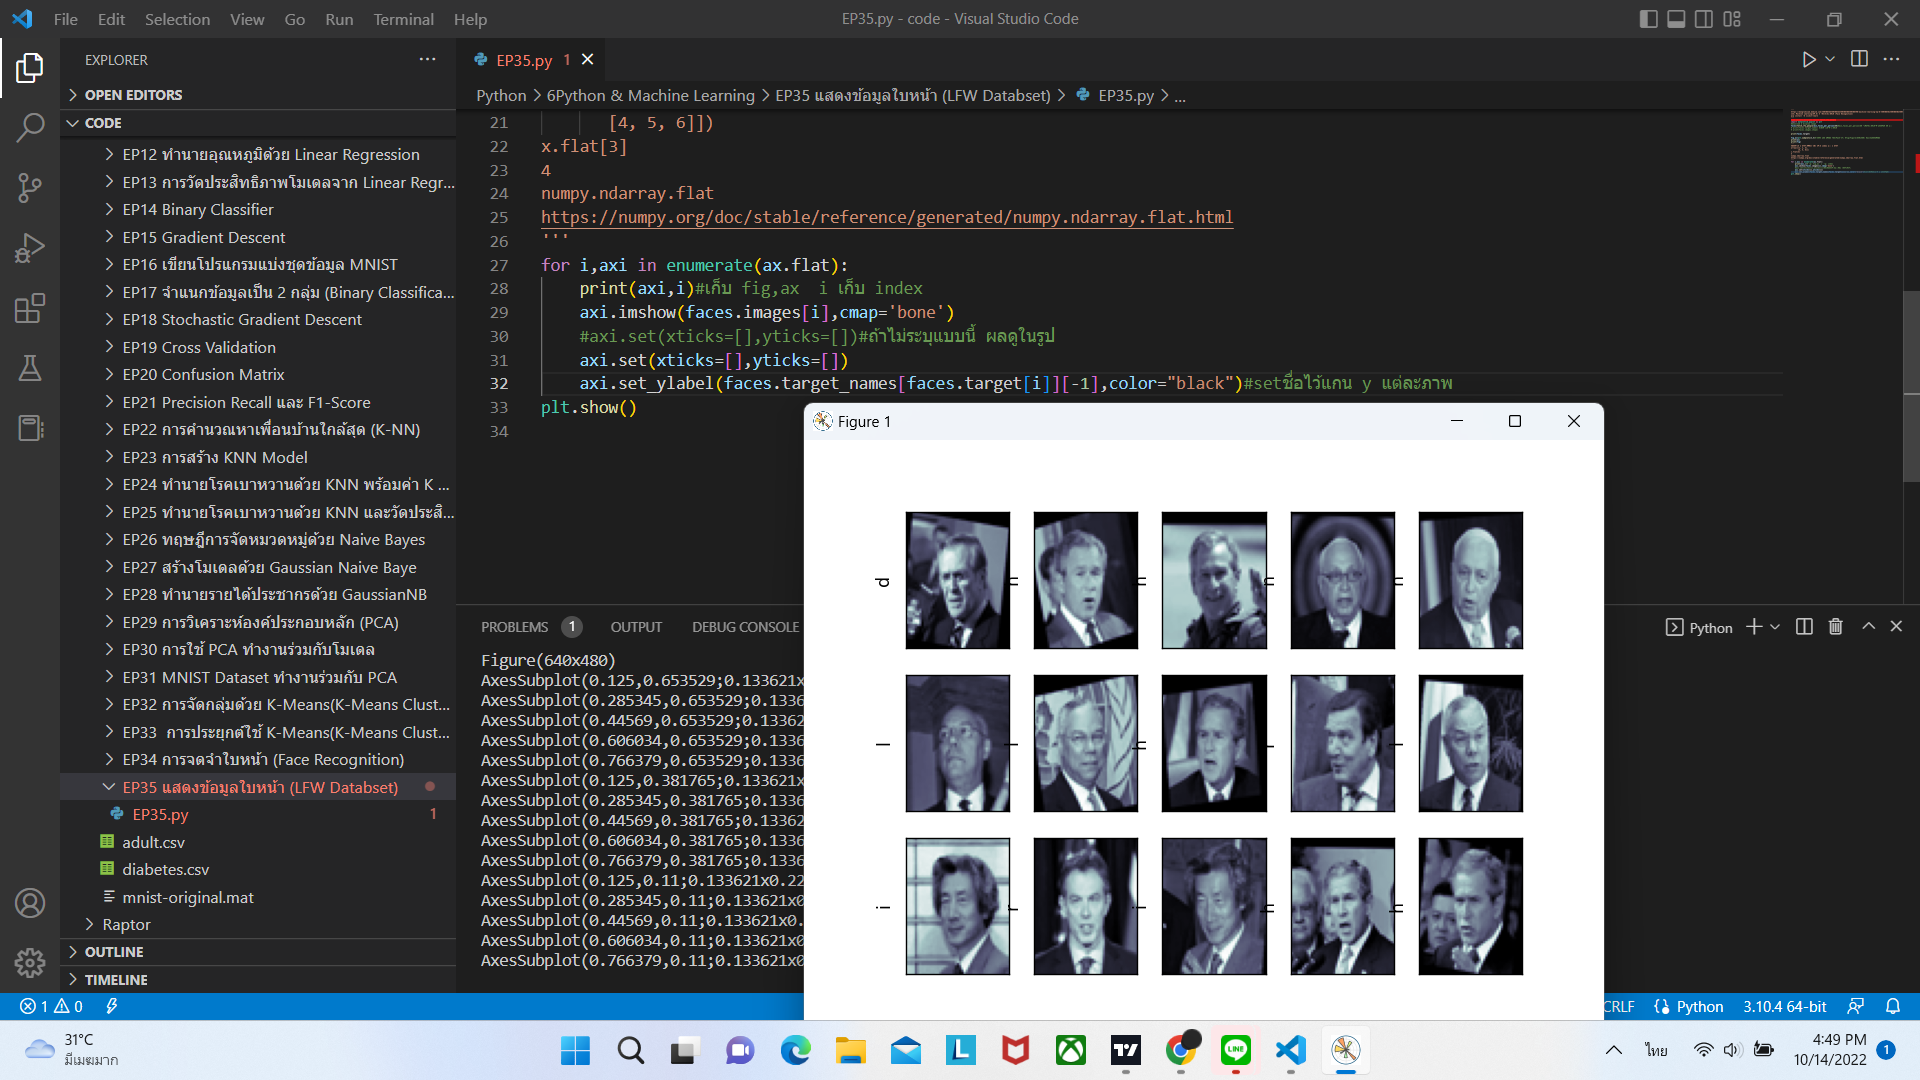 File Edit Selection View Go Run Terminal Help
EP35.py - code - Visual Studio Code
EXPLORER
OPEN EDITORS
CODE
EP12 ทำนายอุณหภูมิด้วย Linear Regression
EP13 การวัดประสิทธิภาพโมเดลจาก Linear Regr...
EP14 Binary Classifier
EP15 Gradient Descent
EP16 เขียนโปรแกรมแบ่งชุดข้อมูล MNIST
EP17 จำแนกข้อมูลเป็น 2 กลุ่ม (Binary Classifica...
EP18 Stochastic Gradient Descent
EP19 Cross Validation
EP20 Confusion Matrix
EP21 Precision Recall และ F1-Score
EP22 การคำนวณหาเพื่อนบ้านใกล้สุด (K-NN)
EP23 การสร้าง KNN Model
EP24 ทำนายโรคเบาหวานด้วย KNN พร้อมค่า K ...
EP25 ทำนายโรคเบาหวานด้วย KNN และวัดประสิ...
EP26 ทฤษฎีการจัดหมวดหมู่ด้วย Naive Bayes
EP27 สร้างโมเดลด้วย Gaussian Naive Baye
EP28 ทำนายรายได้ประชากรด้วย GaussianNB
EP29 การวิเคราะห์องค์ประกอบหลัก (PCA)
EP30 การใช้ PCA ทำงานร่วมกับโมเดล
EP31 MNIST Dataset ทำงานร่วมกับ PCA
EP32 การจัดกลุ่มด้วย K-Means(K-Means Clust...
EP33 การประยุกต์ใช้ K-Means(K-Means Clust...
EP34 การจดจำใบหน้า (Face Recognition)
EP35 แสดงข้อมูลใบหน้า (LFW Databset)
EP35.py 1
adult.csv
diabetes.csv
mnist-original.mat
Raptor
OUTLINE
TIMELINE
EP35.py 1
Python > 6Python & Machine Learning > EP35 แสดงข้อมูลใบหน้า (LFW Databset) > EP35.py > ...
21 [4, 5, 6]])
22 x.flat[3]
23 4
24 numpy.ndarray.flat
25 https://numpy.org/doc/stable/reference/generated/numpy.ndarray.flat.html
26 '''
27 for i,axi in enumerate(ax.flat):
28 print(axi,i)#เก็บ fig,ax  i เก็บ index
29 axi.imshow(faces.images[i],cmap='bone')
30 #axi.set(xticks=[],yticks=[])#ถ้าไม่ระบุแบบนี้ ผลดูในรูป
31 axi.set(xticks=[],yticks=[])
32 axi.set_ylabel(faces.target_names[faces.target[i]][-1],color="black")#setชื่อไว้แกน y แต่ละภาพ
33 plt.show()
34
PROBLEMS 1 OUTPUT DEBUG CONSOLE
Python
Figure(640x480)
AxesSubplot(0.125,0.653529;0.133621x
AxesSubplot(0.285345,0.653529;0.1336
AxesSubplot(0.44569,0.653529;0.13362
AxesSubplot(0.606034,0.653529;0.1336
AxesSubplot(0.766379,0.653529;0.1336
AxesSubplot(0.125,0.381765;0.133621x
AxesSubplot(0.285345,0.381765;0.1336
AxesSubplot(0.44569,0.381765;0.13362
AxesSubplot(0.606034,0.381765;0.1336
AxesSubplot(0.766379,0.381765;0.1336
AxesSubplot(0.125,0.11;0.133621x0.22
AxesSubplot(0.285345,0.11;0.133621x0
AxesSubplot(0.44569,0.11;0.133621x0.
AxesSubplot(0.606034,0.11;0.133621x0
AxesSubplot(0.766379,0.11;0.133621x0
Figure 1
d n n n
l l h r l
i r i h h
1 0
CRLF Python 3.10.4 64-bit
31°C
มีเมฆมาก
LINE
ไทย
4:49 PM
10/14/2022
1